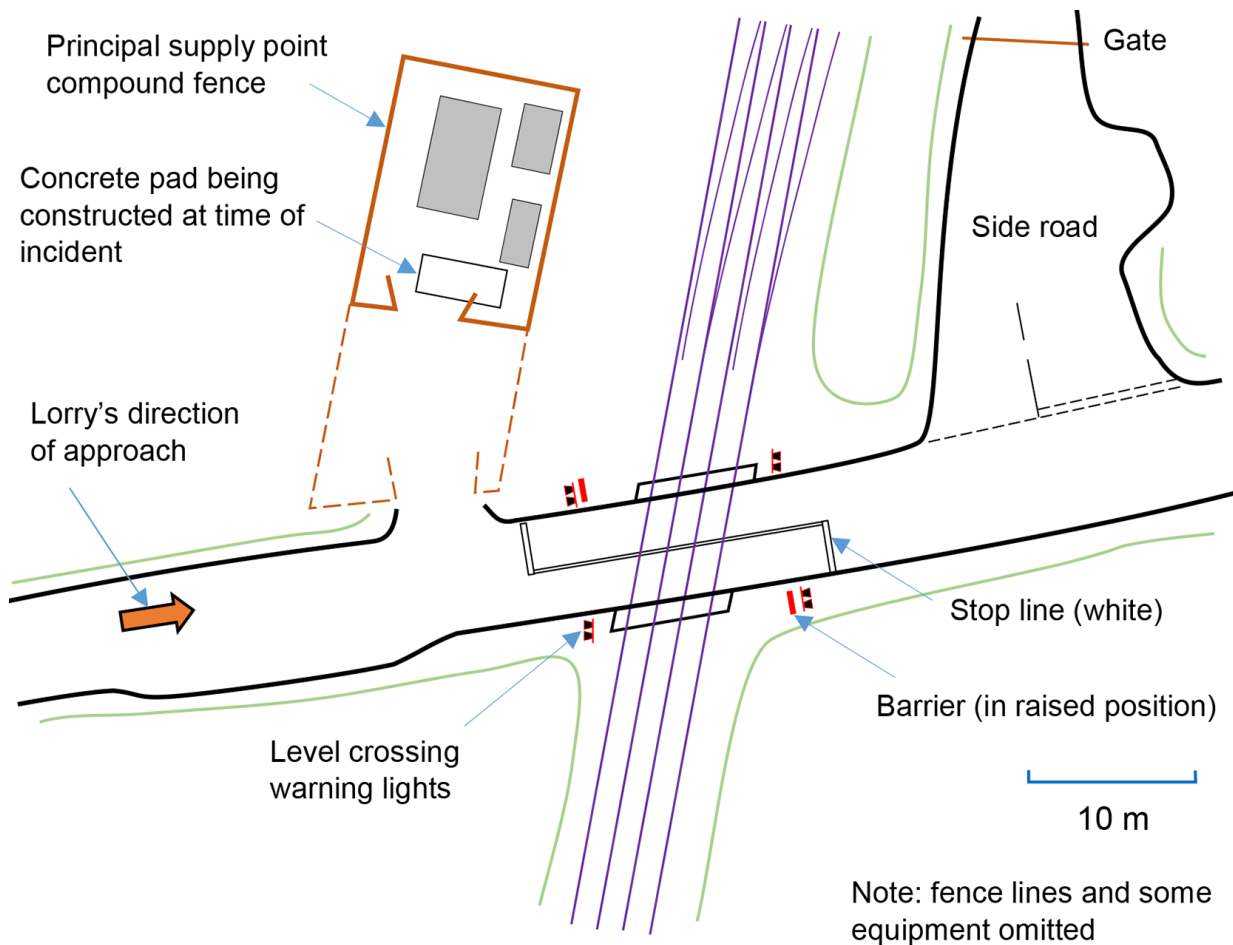 Principal supply point
compound fence
Gate
Concrete pad being
constructed at time of
incident
Side road
Lorry’s direction
of approach
Stop line (white)
Barrier (in raised position)
Level crossing
warning lights
10 m
Note: fence lines and some
equipment omitted